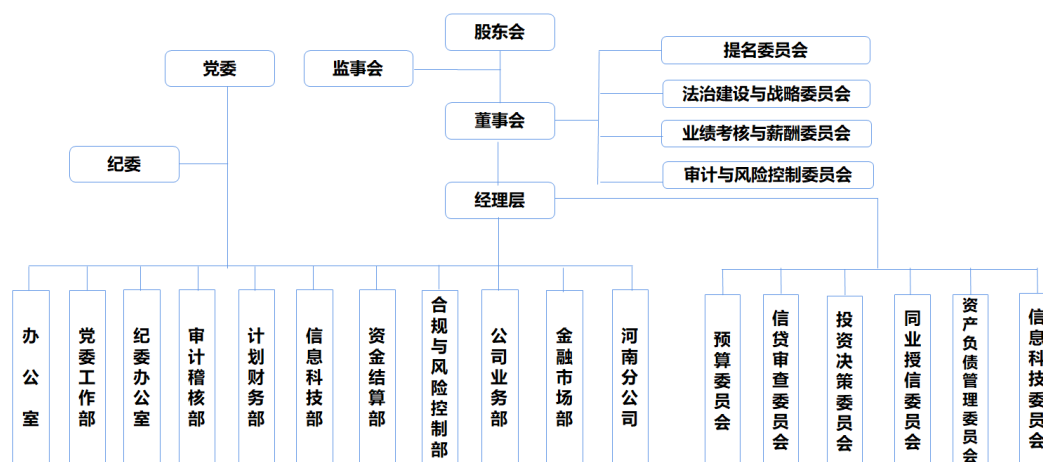 股东会
提名委员会
党委
监事会
法治建设与战略委员会
董事会
业绩考核与薪酬委员会
纪委
审计与风险控制委员会
经理层
办公室
党委工作部
纪委办公室
审计稽核部
计划财务部
信息科技部
资金结算部
合规与风险控制部
公司业务部
金融市场部
河南分公司
预算委员会
信贷审查委员会
投资决策委员会
同业授信委员会
资产负债管理委员会
信息科技委员会